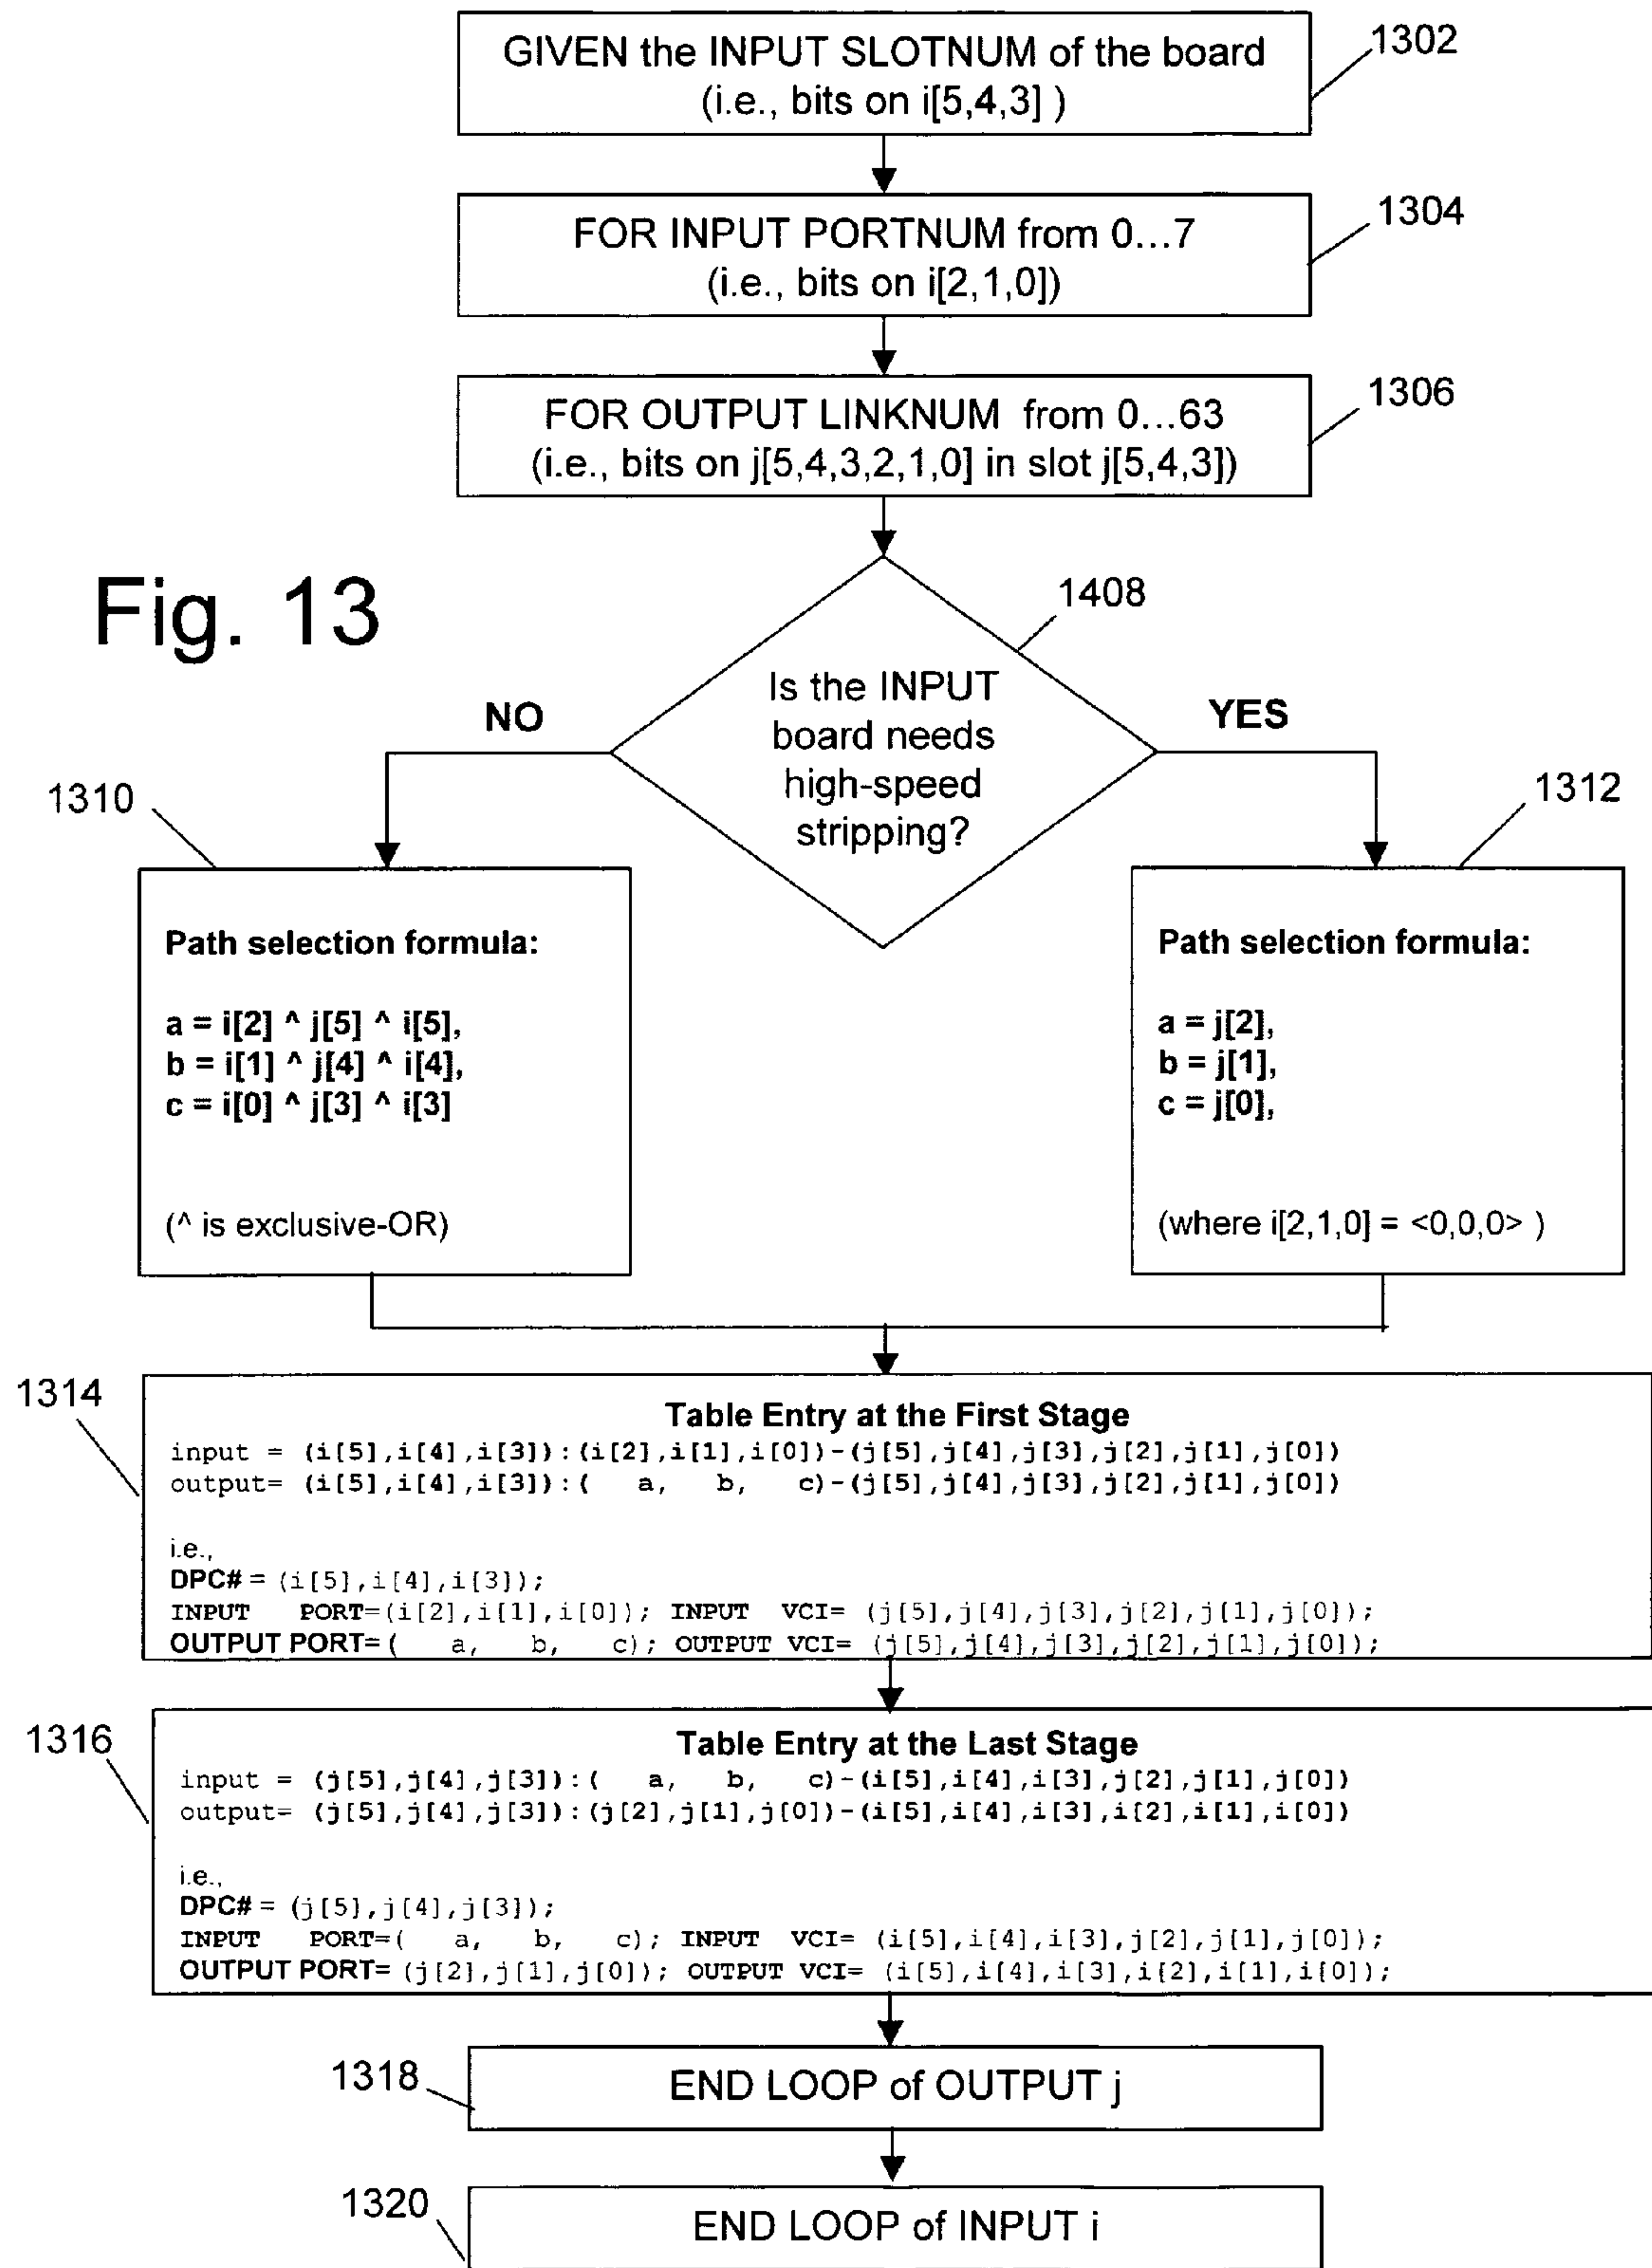 GIVEN the INPUT SLOTNUM of the board
(i.e., bits on i[5,4,3] )
1302
FOR INPUT PORTNUM from 0...7
(i.e., bits on i[2,1,0])
1304
FOR OUTPUT LINKNUM from 0...63
(i.e., bits on j[5,4,3,2,1,0] in slot j[5,4,3])
1306
Fig. 13
1408
Is the INPUT
board needs
high-speed
stripping?
NO
YES
1310
1312
Path selection formula:
a = i[2] ^ j[5] ^ i[5],
b = i[1] ^ j[4] ^ i[4],
c = i[0] ^ j[3] ^ i[3]
(^ is exclusive-OR)
Path selection formula:
a = j[2],
b = j[1],
c = j[0],
(where i[2,1,0] = <0,0,0> )
1314
Table Entry at the First Stage
input = (i[5],i[4],i[3]):(i[2],i[1],i[0])-(j[5],j[4],j[3],j[2],j[1],j[0])
output= (i[5],i[4],i[3]):( a, b, c)-(j[5],j[4],j[3],j[2],j[1],j[0])
i.e.,
DPC# = (i[5],i[4],i[3]);
INPUT PORT=(i[2],i[1],i[0]); INPUT VCI= (j[5],j[4],j[3],j[2],j[1],j[0]);
OUTPUT PORT= ( a, b, c); OUTPUT VCI= (j[5],j[4],j[3],j[2],j[1],j[0]);
1316
Table Entry at the Last Stage
input = (j[5],j[4],j[3]):( a, b, c)-(i[5],i[4],i[3],j[2],j[1],j[0])
output= (j[5],j[4],j[3]):(j[2],j[1],j[0])-(i[5],i[4],i[3],i[2],i[1],i[0])
i.e.,
DPC# = (j[5],j[4],j[3]);
INPUT PORT=( a, b, c); INPUT VCI= (i[5],i[4],i[3],j[2],j[1],j[0]);
OUTPUT PORT= (j[2],j[1],j[0]); OUTPUT VCI= (i[5],i[4],i[3],i[2],i[1],i[0]);
1318
END LOOP of OUTPUT j
1320
END LOOP of INPUT i